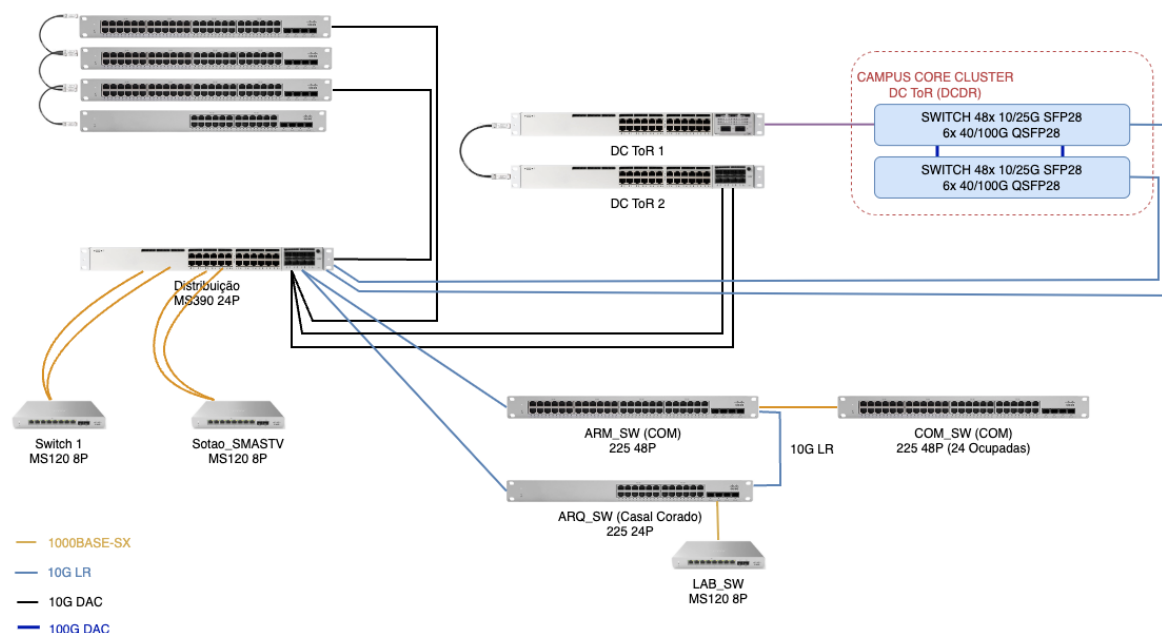 CAMPUS CORE CLUSTER
DC ToR (DCDR)
SWITCH 48x 10/25G SFP28
6x 40/100G QSFP28
SWITCH 48x 10/25G SFP28
6x 40/100G QSFP28
DC ToR 1
DC ToR 2
Distribuição
MS390 24P
Switch 1
MS120 8P
Sotao_SMASTV
MS120 8P
ARM_SW (COM)
225 48P
COM_SW (COM)
225 48P (24 Ocupadas)
10G LR
ARQ_SW (Casal Corado)
225 24P
LAB_SW
MS120 8P
1000BASE-SX
10G LR
10G DAC
100G DAC